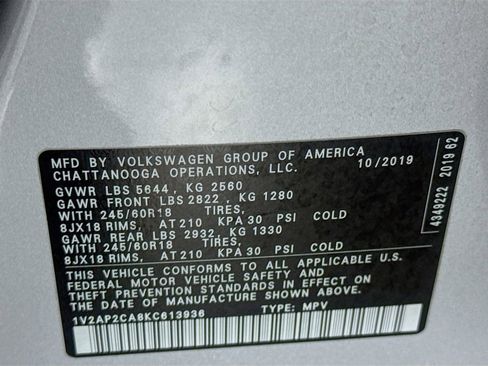 MFD BY VOLKSWAGEN GROUP OF AMERICA
CHATTANOOGA OPERATIONS, LLC. 10/2019
GVWR LBS 5644 , KG 2560
GAWR FRONT LBS 2822 , KG 1280
WITH 245/60R18 TIRES,
8JX18 RIMS, AT 210 KPA 30 PSI COLD
GAWR REAR LBS 2932 , KG 1330
WITH 245/60R18 TIRES,
8JX18 RIMS, AT 210 KPA 30 PSI COLD
THIS VEHICLE CONFORMS TO ALL APPLICABLE U.S.
FEDERAL MOTOR VEHICLE SAFETY AND
THEFT PREVENTION STANDARDS IN EFFECT ON THE
DATE OF MANUFACTURE SHOWN ABOVE.
1V2AP2CA8KC613936 TYPE: MPV
4349222 2019 62